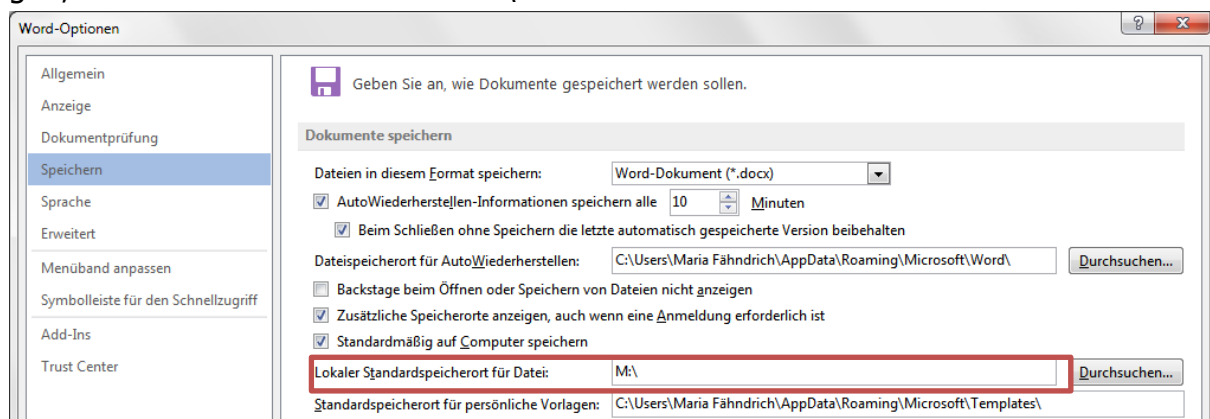 Word-Optionen
Allgemein
Anzeige
Dokumentprüfung
Speichern
Sprache
Erweitert
Menüband anpassen
Symbolleiste für den Schnellzugriff
Add-Ins
Trust Center
Geben Sie an, wie Dokumente gespeichert werden sollen.
Dokumente speichern
Dateien in diesem Format speichern: Word-Dokument (*.docx)
AutoWiederherstellen-Informationen speichern alle 10 Minuten
Beim Schließen ohne Speichern die letzte automatisch gespeicherte Version beibehalten
Dateispeicherort für AutoWiederherstellen: C:\Users\Maria Fähndrich\AppData\Roaming\Microsoft\Word\ Durchsuchen...
Backstage beim Öffnen oder Speichern von Dateien nicht anzeigen
Zusätzliche Speicherorte anzeigen, auch wenn eine Anmeldung erforderlich ist
Standardmäßig auf Computer speichern
Lokaler Standardspeicherort für Datei: M:\ Durchsuchen...
Standardspeicherort für persönliche Vorlagen: C:\Users\Maria Fähndrich\AppData\Roaming\Microsoft\Templates\